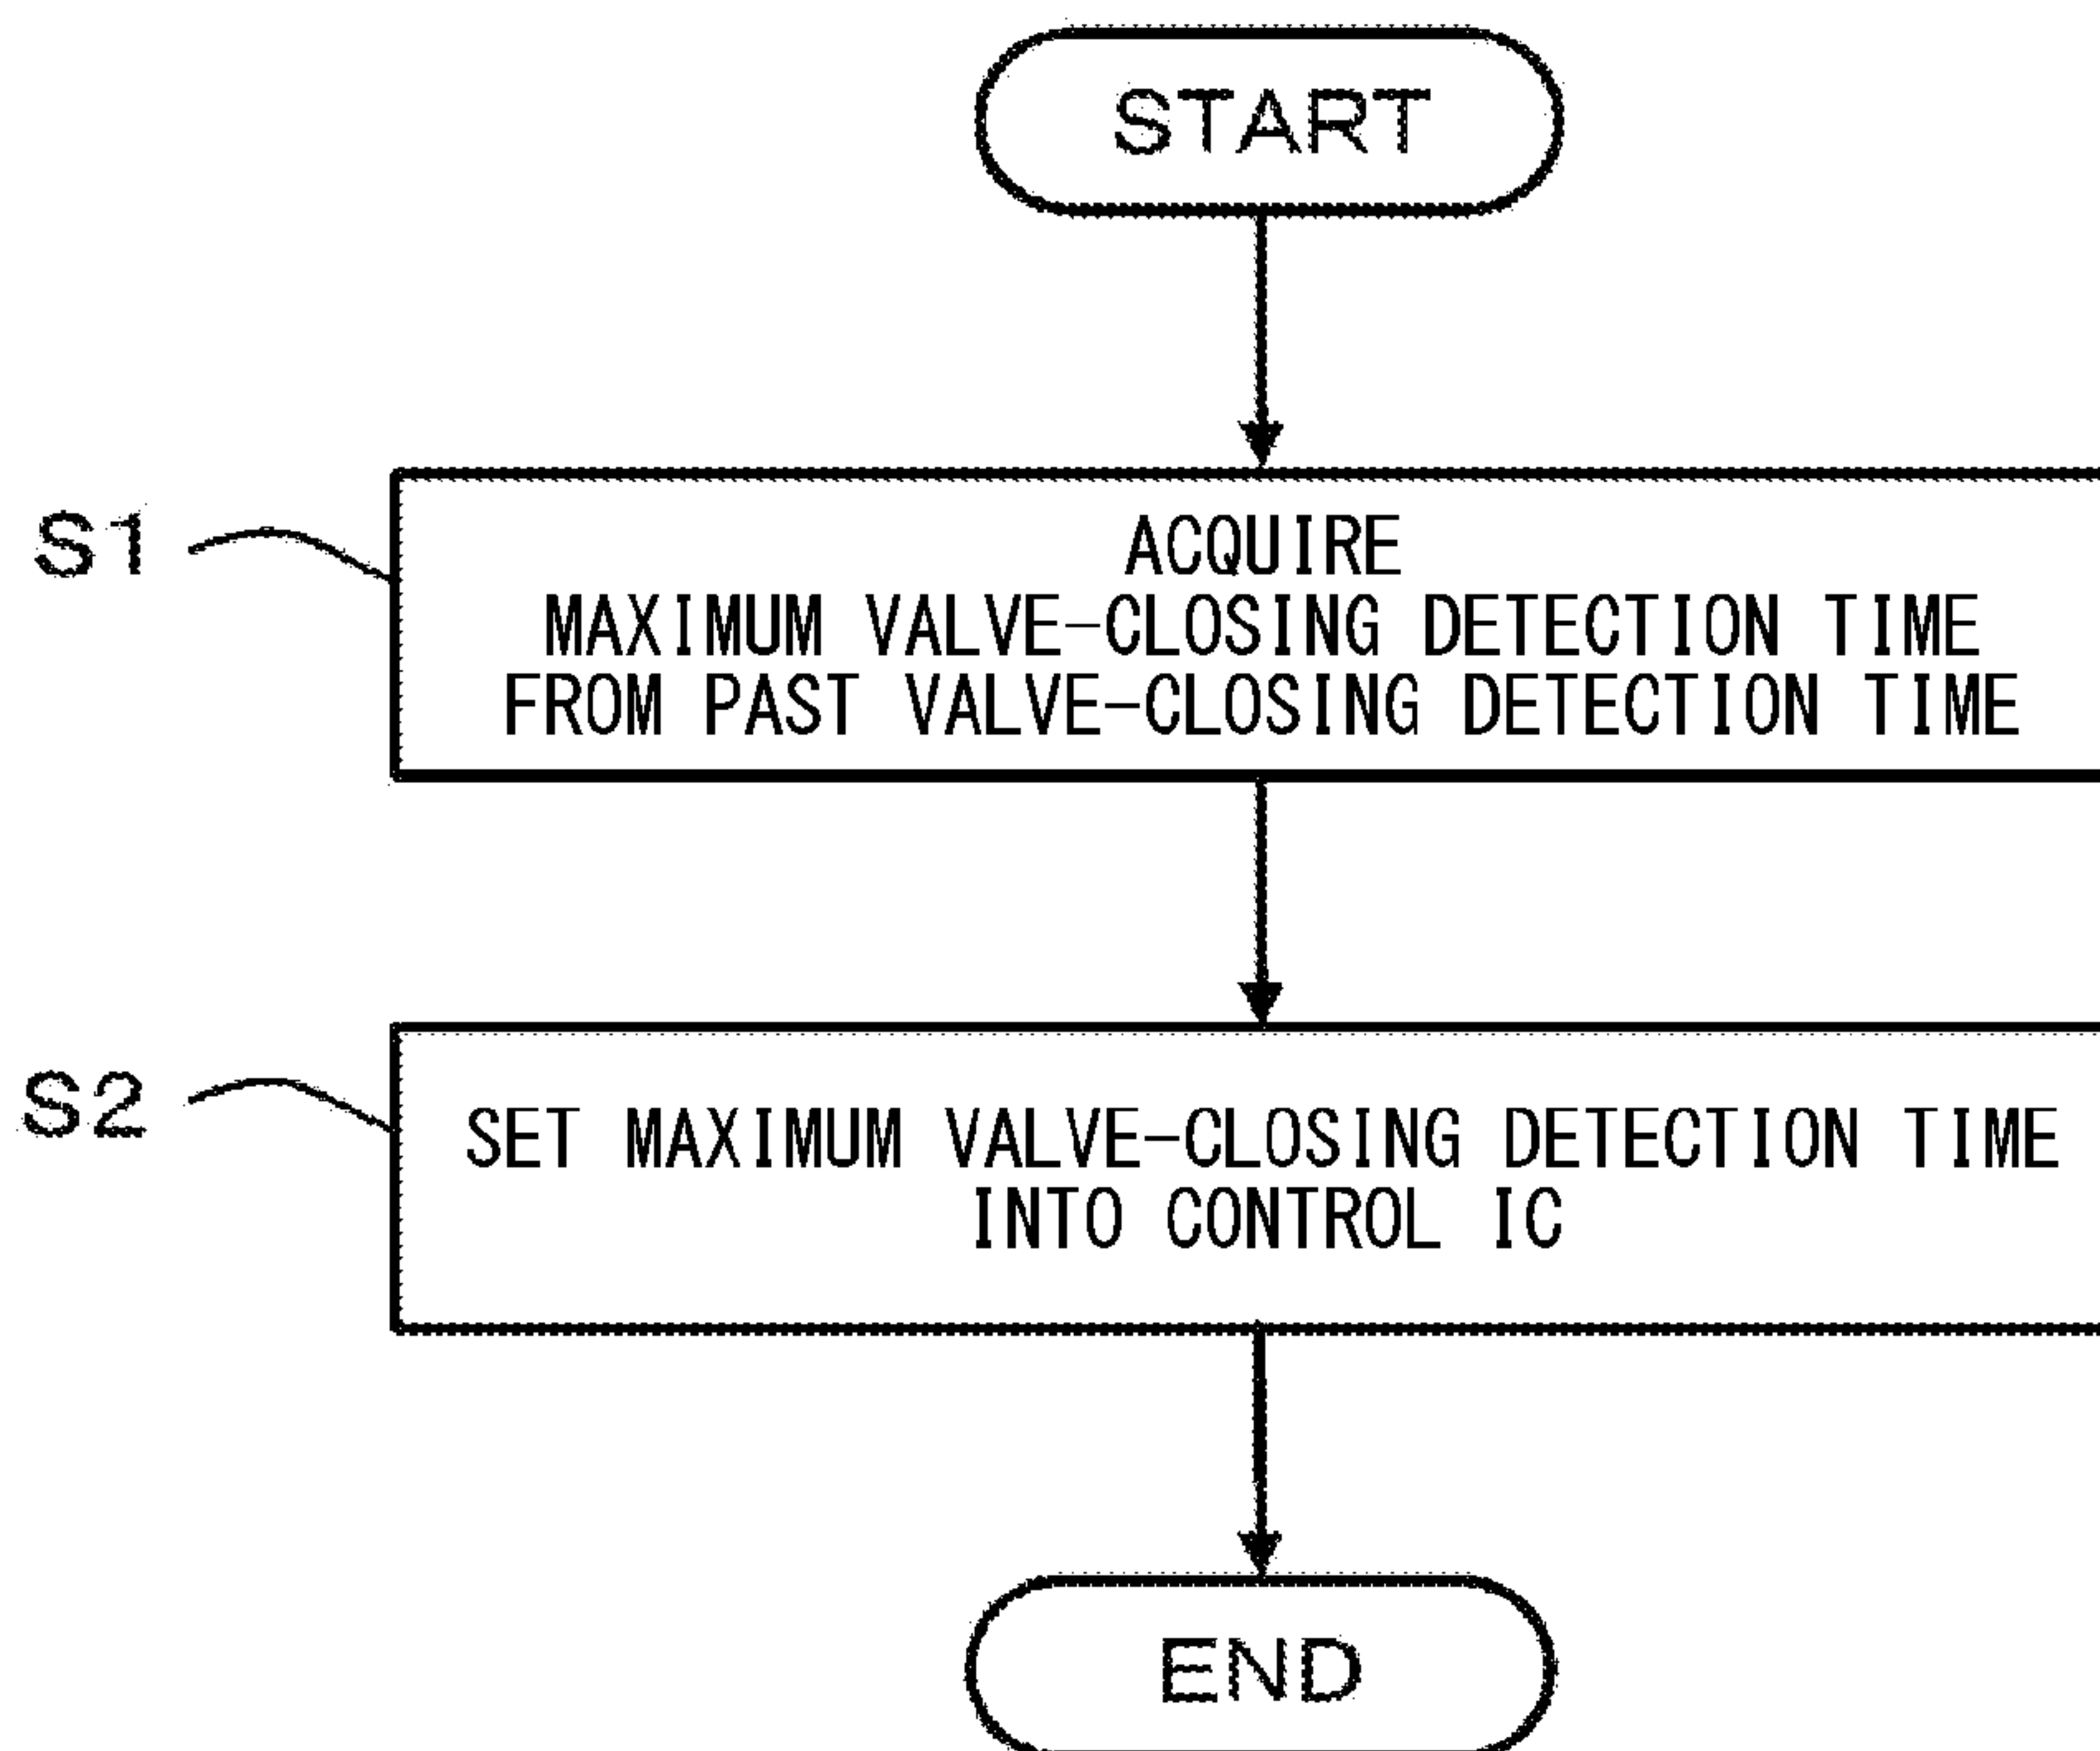 START
S1
ACQUIRE
MAXIMUM VALVE-CLOSING DETECTION TIME
FROM PAST VALVE-CLOSING DETECTION TIME
S2
SET MAXIMUM VALVE-CLOSING DETECTION TIME
INTO CONTROL IC
END